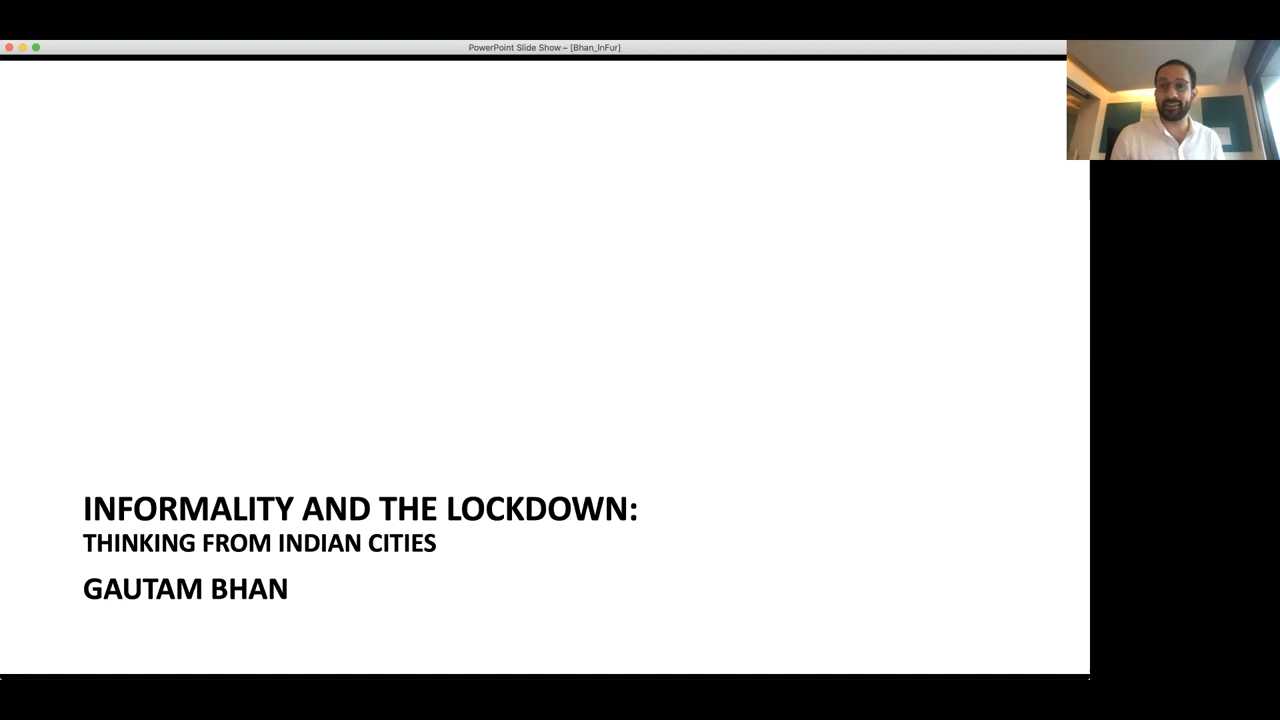 PowerPoint Slide Show – [Bhan_InFur]
INFORMALITY AND THE LOCKDOWN:
THINKING FROM INDIAN CITIES
GAUTAM BHAN